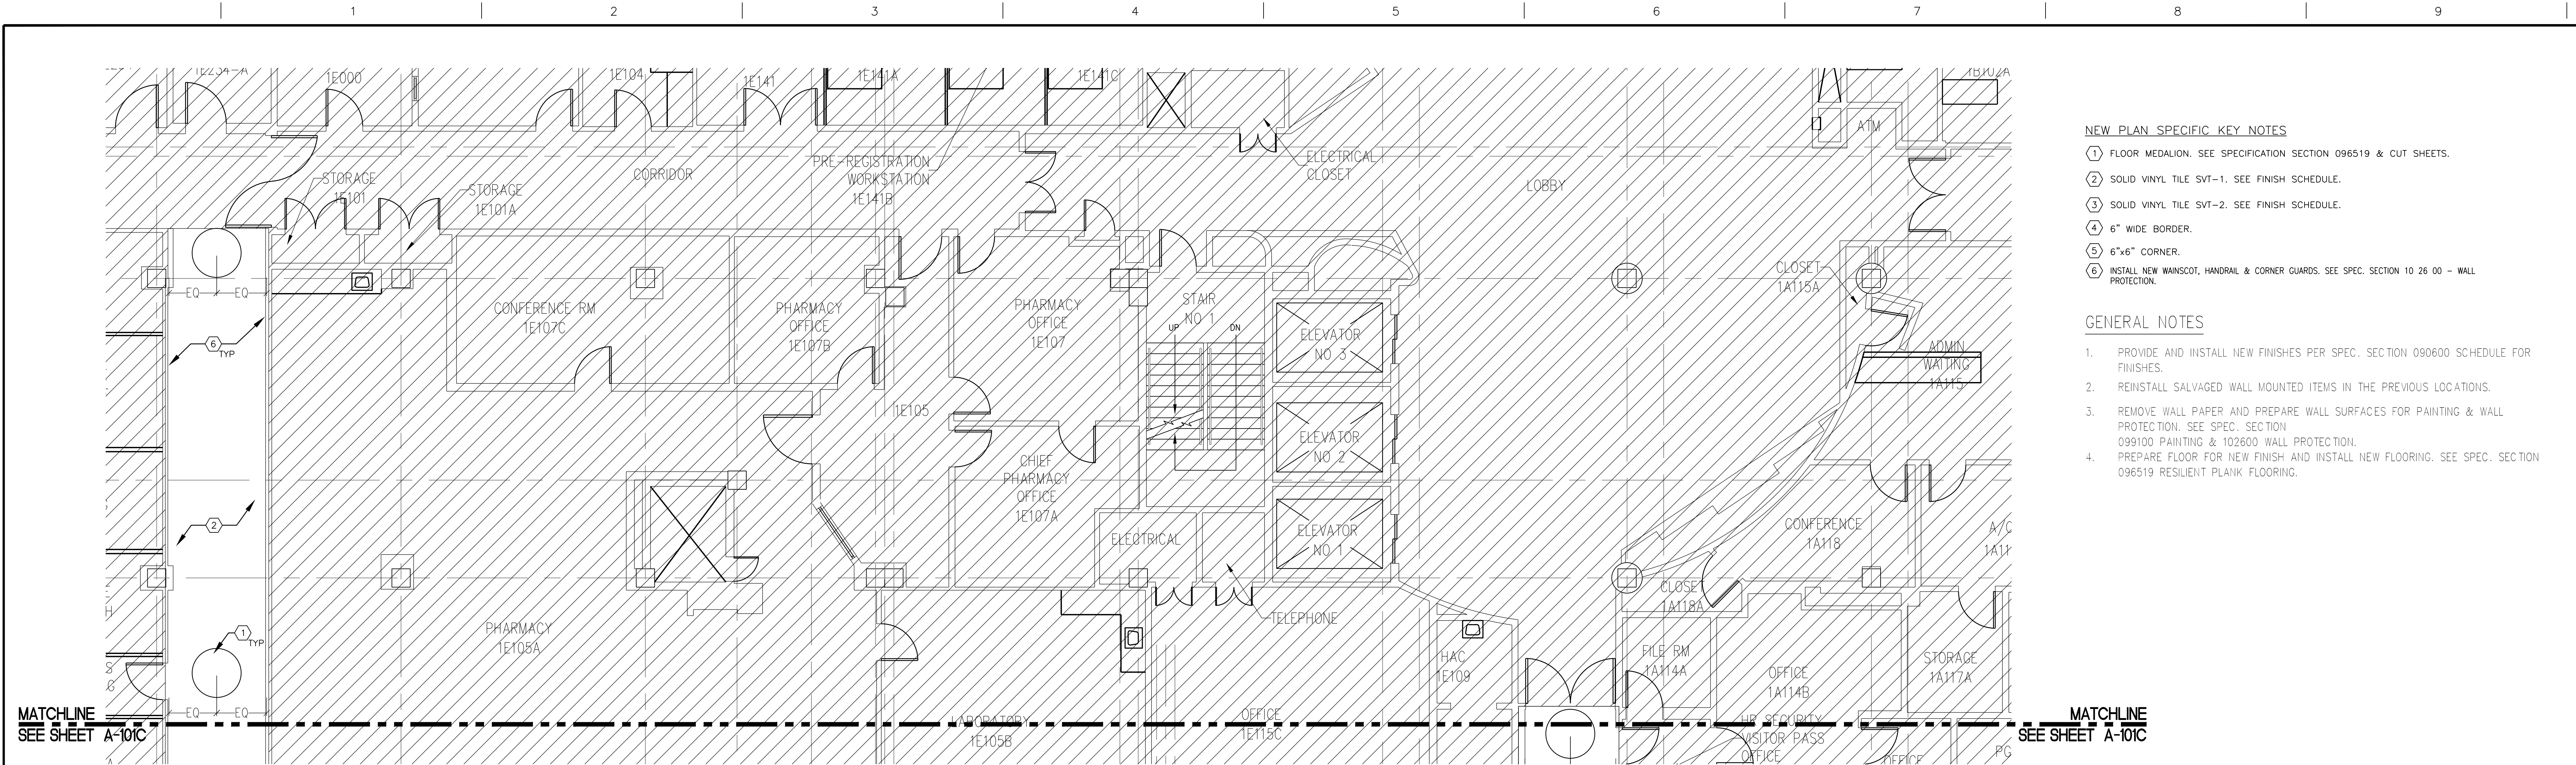 1 2 3 4 5 6 7 8 9
1E234-A
1E000
1E104
1E141
1E141A
1E141C
1B102A
ATM
PRE-REGISTRATION
WORKSTATION
1E141B
ELECTRICAL
CLOSET
CORRIDOR
LOBBY
STORAGE
1E101
STORAGE
1E101A
EQ EQ
CONFERENCE RM
1E107C
PHARMACY
OFFICE
1E107B
PHARMACY
OFFICE
1E107
STAIR
NO 1
UP DN
ELEVATOR
NO 3
CLOSET
1A115A
ADMIN
WAITING
1A115
6
TYP
1E105
ELEVATOR
NO 2
CHIEF
PHARMACY
OFFICE
1E107A
2
ELECTRICAL
ELEVATOR
NO 1
CONFERENCE
1A118
A/C
1A11
CLOSET
1A118A
TELEPHONE
H
PHARMACY
1E105A
1
TYP
HAC
1E109
FILE RM
1A114A
OFFICE
1A114B
STORAGE
1A117A
S
G
EQ EQ
MATCHLINE
SEE SHEET A-101C
LABORATORY
1E105B
OFFICE
1E115C
HP SECURITY
VISITOR PASS
OFFICE
OFFICE
PG
MATCHLINE
SEE SHEET A-101C
NEW PLAN SPECIFIC KEY NOTES
1 FLOOR MEDALION. SEE SPECIFICATION SECTION 096519 & CUT SHEETS.
2 SOLID VINYL TILE SVT-1. SEE FINISH SCHEDULE.
3 SOLID VINYL TILE SVT-2. SEE FINISH SCHEDULE.
4 6" WIDE BORDER.
5 6"x6" CORNER.
6 INSTALL NEW WAINSCOT, HANDRAIL & CORNER GUARDS. SEE SPEC. SECTION 10 26 00 - WALL
PROTECTION.
GENERAL NOTES
1. PROVIDE AND INSTALL NEW FINISHES PER SPEC. SECTION 090600 SCHEDULE FOR
FINISHES.
2. REINSTALL SALVAGED WALL MOUNTED ITEMS IN THE PREVIOUS LOCATIONS.
3. REMOVE WALL PAPER AND PREPARE WALL SURFACES FOR PAINTING & WALL
PROTECTION. SEE SPEC. SECTION
099100 PAINTING & 102600 WALL PROTECTION.
4. PREPARE FLOOR FOR NEW FINISH AND INSTALL NEW FLOORING. SEE SPEC. SECTION
096519 RESILIENT PLANK FLOORING.